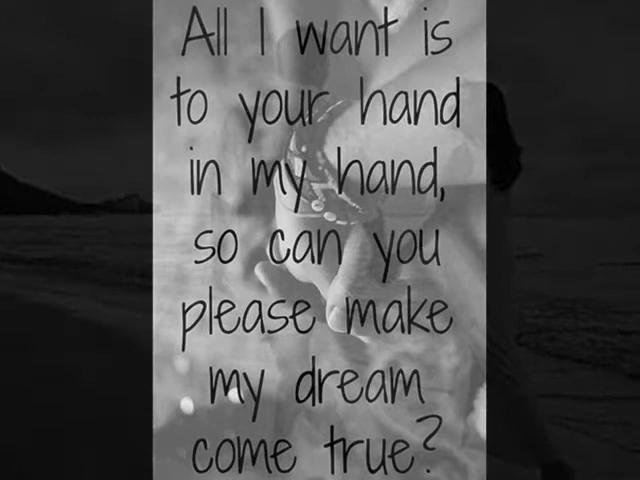 All I want is
to your hand
in my hand,
so can you
please make
my dream
come true?